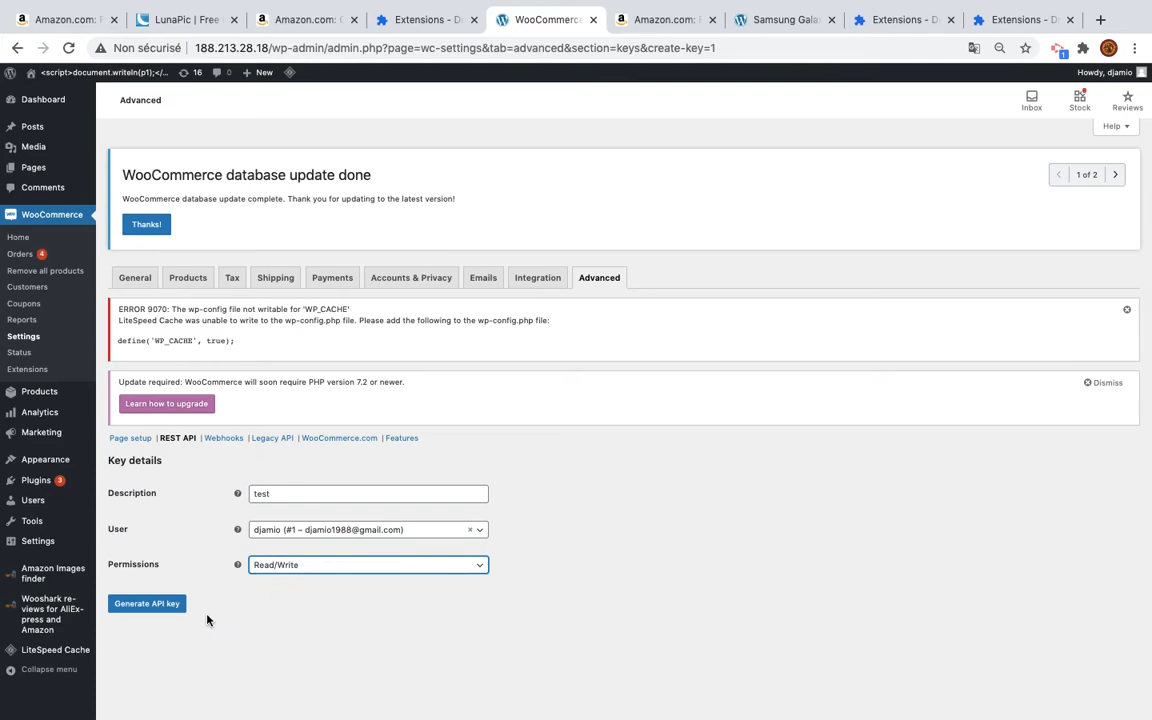 Amazon.com: F
LunaPic | Free
Amazon.com: C
Extensions - De
WooCommerce
Amazon.com: F
Samsung Gala
Extensions - Dr
Extensions - Dr
Non sécurisé | 188.213.28.18/wp-admin/admin.php?page=wc-settings&tab=advanced&section=keys&create-key=1
1
<script>document.writeln(p1);</… 16 0 + New
Howdy, djamio
Dashboard
Posts
Media
Pages
Comments
WooCommerce
Home
Orders 4
Remove all products
Customers
Coupons
Reports
Settings
Status
Extensions
Products
Analytics
Marketing
Appearance
Plugins 3
Users
Tools
Settings
Amazon Images
finder
Wooshark re-
views for AliEx-
press and
Amazon
LiteSpeed Cache
Collapse menu
Advanced
Inbox
Stock
Reviews
Help
WooCommerce database update done
1 of 2
WooCommerce database update complete. Thank you for updating to the latest version!
Thanks!
General Products Tax Shipping Payments Accounts & Privacy Emails Integration Advanced
ERROR 9070: The wp-config file not writable for 'WP_CACHE'
LiteSpeed Cache was unable to write to the wp-config.php file. Please add the following to the wp-config.php file:
define('WP_CACHE', true);
Update required: WooCommerce will soon require PHP version 7.2 or newer.
Dismiss
Learn how to upgrade
Page setup | REST API | Webhooks | Legacy API | WooCommerce.com | Features
Key details
Description test
User djamio (#1 – djamio1988@gmail.com) ×
Permissions Read/Write
Generate API key